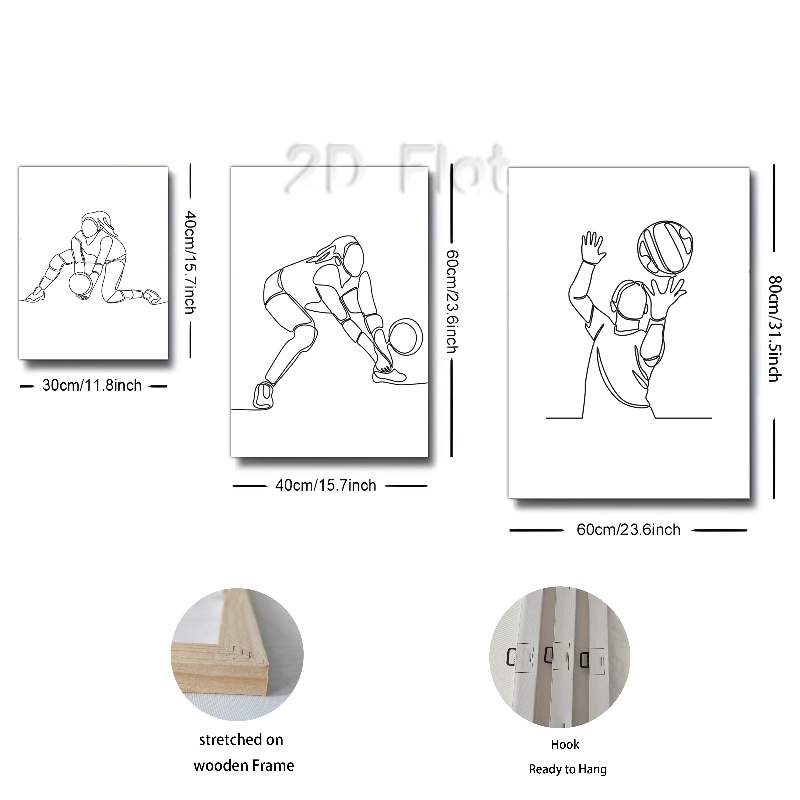 2D Flat
40cm/15.7inch
30cm/11.8inch
60cm/23.6inch
40cm/15.7inch
80cm/31.5inch
60cm/23.6inch
stretched on
wooden Frame
Hook
Ready to Hang